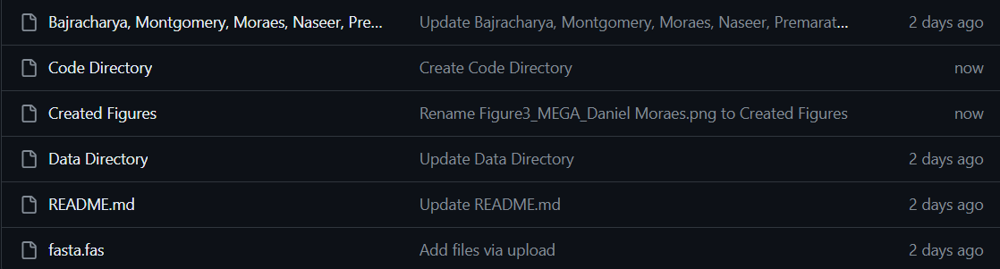 Bajracharya, Montgomery, Moraes, Naseer, Pre... Update Bajracharya, Montgomery, Moraes, Naseer, Premarat... 2 days ago
Code Directory Create Code Directory now
Created Figures Rename Figure3_MEGA_Daniel Moraes.png to Created Figures now
Data Directory Update Data Directory 2 days ago
README.md Update README.md 2 days ago
fasta.fas Add files via upload 2 days ago